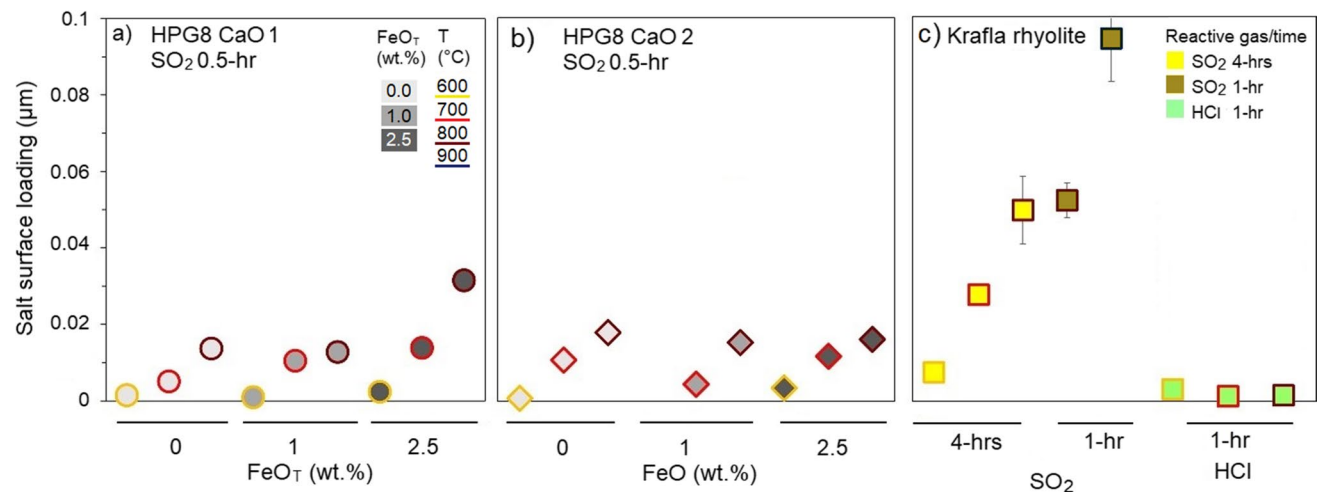 a) HPG8 CaO 1
SO₂ 0.5-hr
FeOT T
(wt.%) (°C)
0.0 600
1.0 700
2.5 800
900
b) HPG8 CaO 2
SO₂ 0.5-hr
c) Krafla rhyolite
Reactive gas/time
SO₂ 4-hrs
SO₂ 1-hr
HCl 1-hr
Salt surface loading (µm)
0.1
0.08
0.06
0.04
0.02
0
0 1 2.5
FeOT (wt.%)
0 1 2.5
FeO (wt.%)
4-hrs 1-hr 1-hr
SO₂ HCl